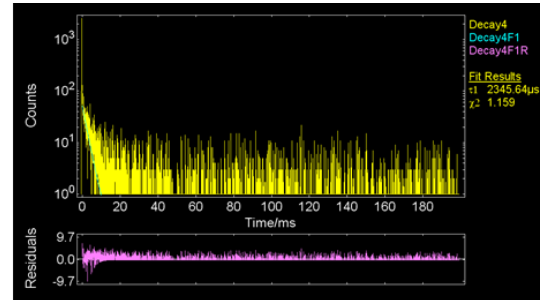 Decay4
Decay4F1
Decay4F1R
Fit Results
τ1 2345.64µs
χ2 1.159
Counts
10³
10²
10¹
10⁰
0 20 40 60 80 100 120 140 160 180
Time/ms
Residuals
9.7
0.0
-9.7